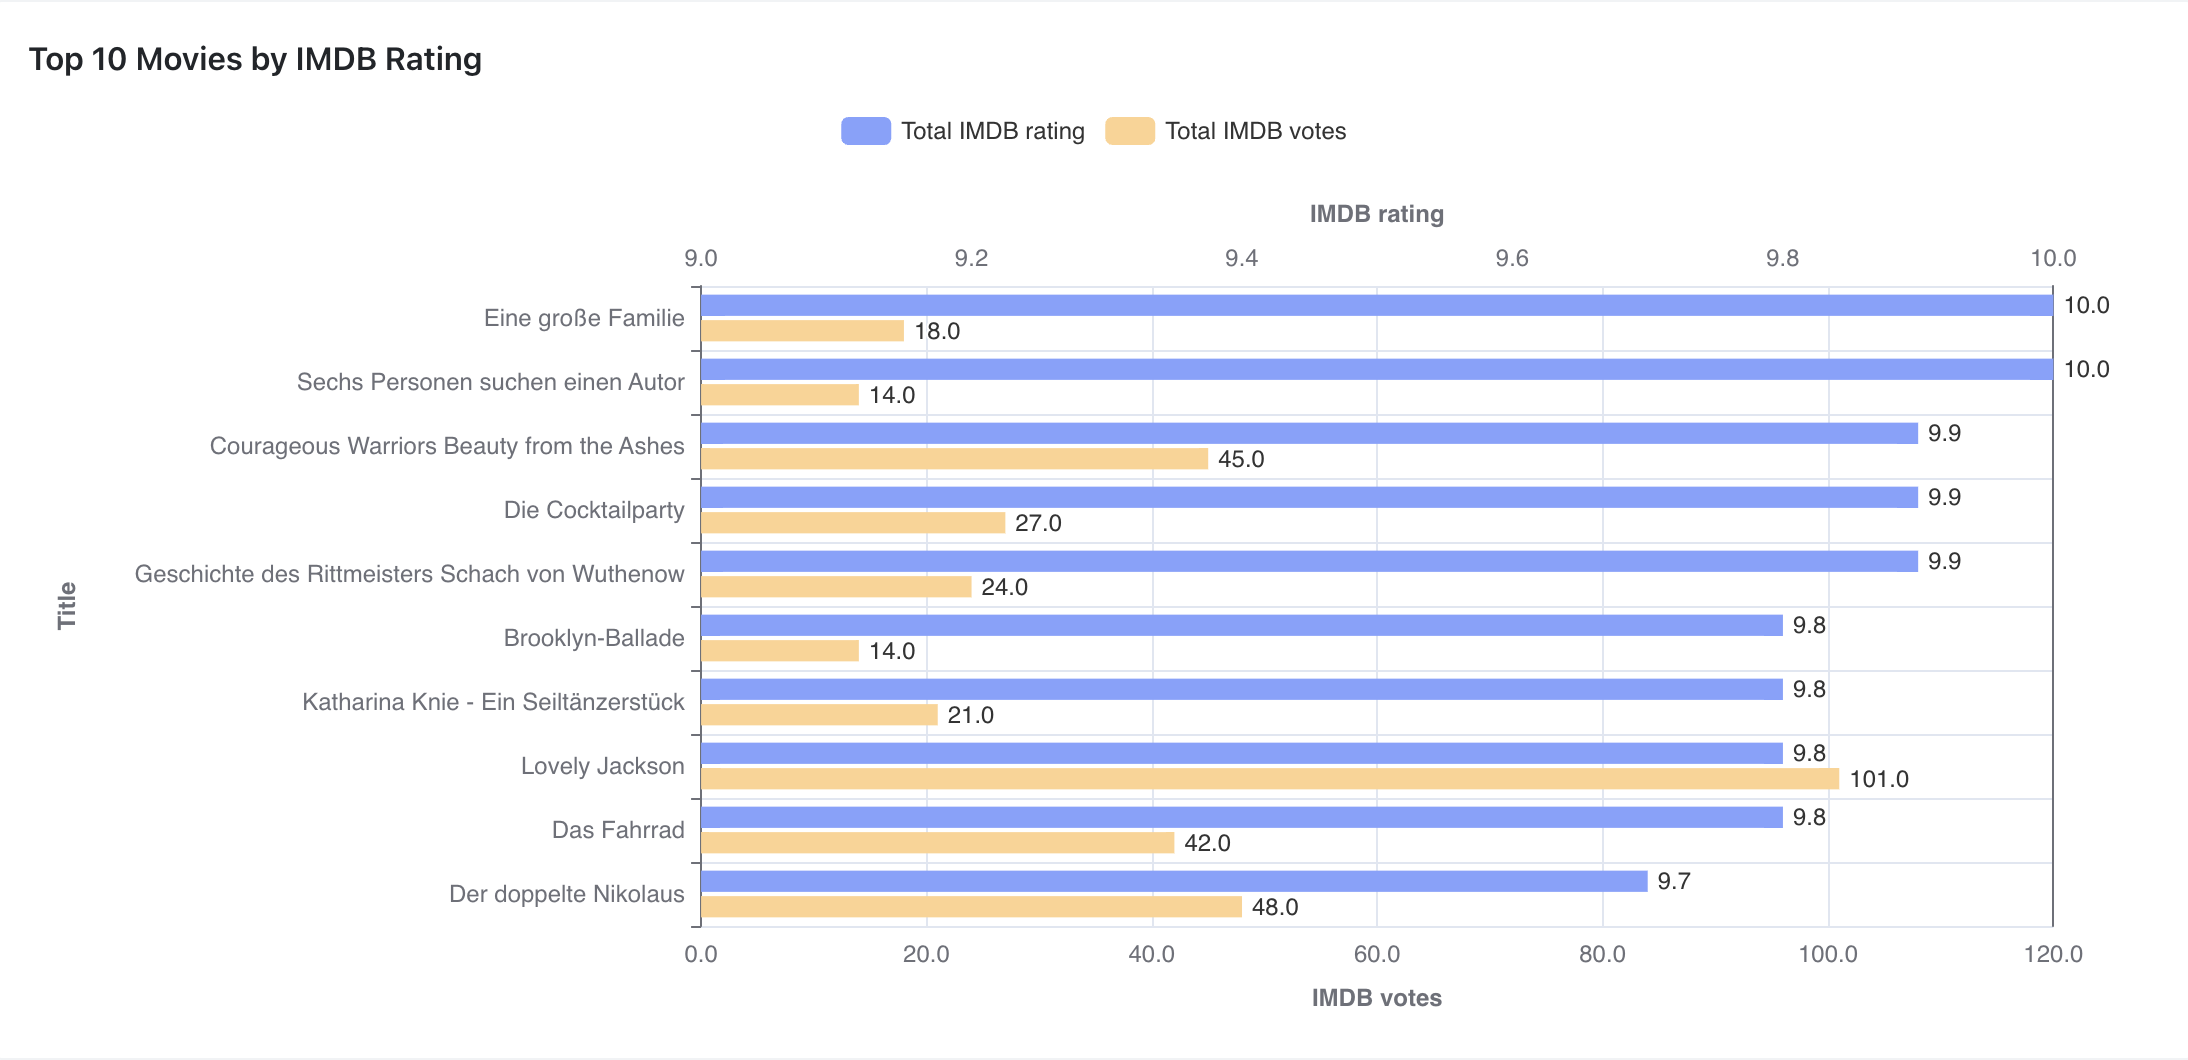 Top 10 Movies by IMDB Rating
Total IMDB rating Total IMDB votes
IMDB rating
9.0 9.2 9.4 9.6 9.8 10.0
Eine große Familie 10.0
18.0
Sechs Personen suchen einen Autor 10.0
14.0
Courageous Warriors Beauty from the Ashes 9.9
45.0
Die Cocktailparty 9.9
27.0
Geschichte des Rittmeisters Schach von Wuthenow 9.9
24.0
Title
Brooklyn-Ballade 9.8
14.0
Katharina Knie - Ein Seiltänzerstück 9.8
21.0
Lovely Jackson 9.8
101.0
Das Fahrrad 9.8
42.0
Der doppelte Nikolaus 9.7
48.0
0.0 20.0 40.0 60.0 80.0 100.0 120.0
IMDB votes